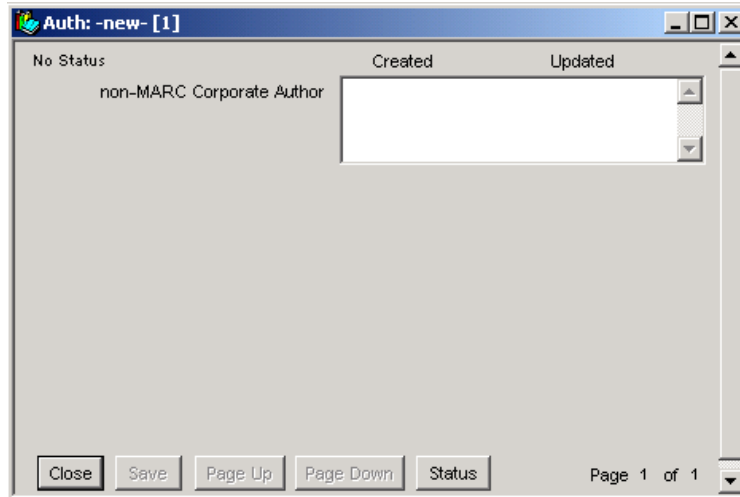 Auth: -new- [1]
No Status Created Updated
non-MARC Corporate Author
Close Save Page Up Page Down Status Page 1 of 1